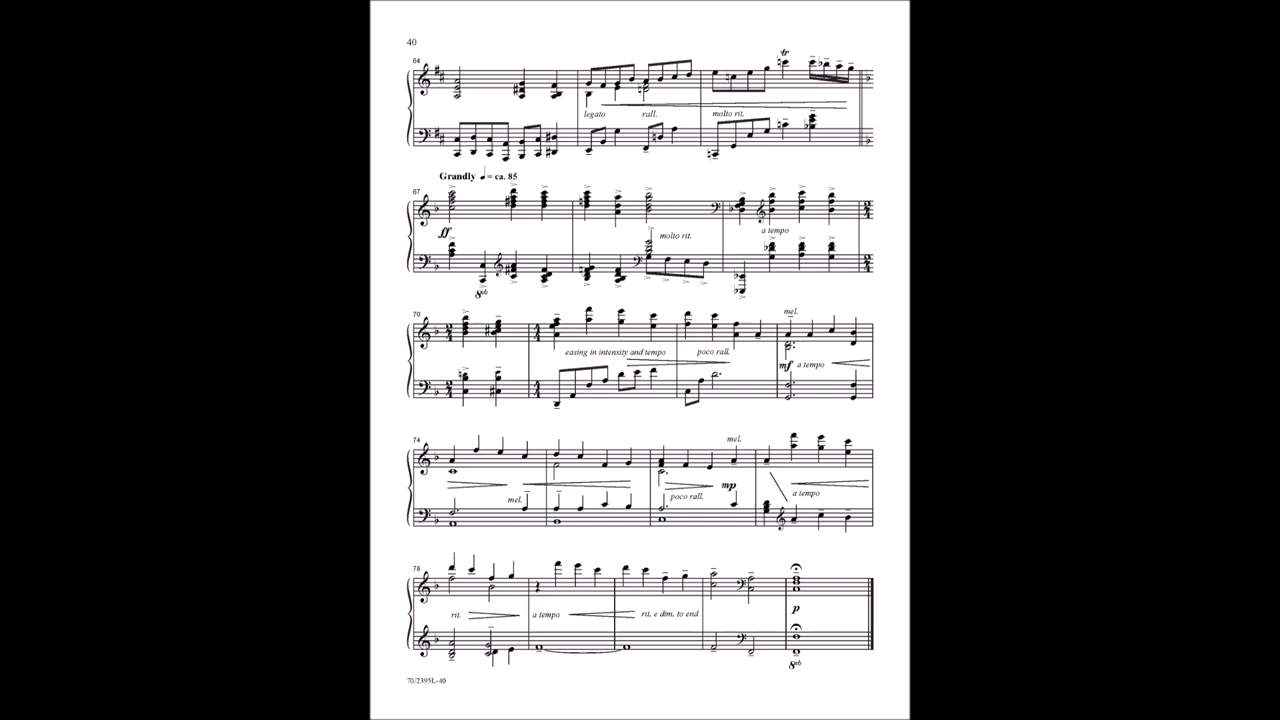 40
64
legato rall. molto rit.
tr
Grandly ♩= ca. 85
67
ff molto rit. a tempo
8vb
70
mel.
easing in intensity and tempo poco rall. mf a tempo
74
mel.
mel. poco rall. mp a tempo
78
rit. a tempo rit. e dim. to end p
8vb
70/2395L-40